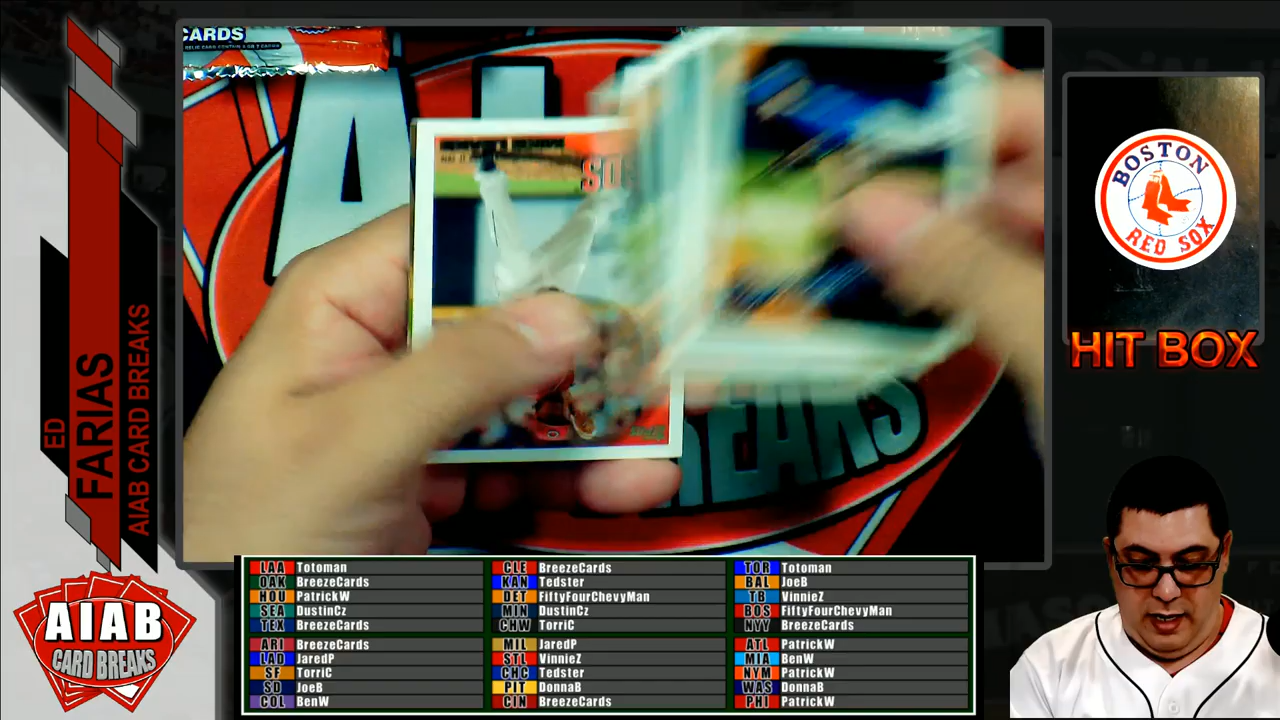 CARDS
BOSTON
RED SOX
HIT BOX
ED
FARIAS
AIAB CARD BREAKS
AIAB
CARD BREAKS
LAA Totoman
OAK BreezeCards
HOU PatrickW
SEA DustinCz
TEX BreezeCards
ARI BreezeCards
LAD JaredP
SF TorriC
SD JoeB
COL BenW
CLE BreezeCards
KAN Tedster
DET FiftyFourChevyMan
MIN DustinCz
CHW TorriC
MIL JaredP
STL VinnieZ
CHC Tedster
PIT DonnaB
CIN BreezeCards
TOR Totoman
BAL JoeB
TB VinnieZ
BOS FiftyFourChevyMan
NYY BreezeCards
ATL PatrickW
MIA BenW
NYM PatrickW
WAS DonnaB
PHI PatrickW